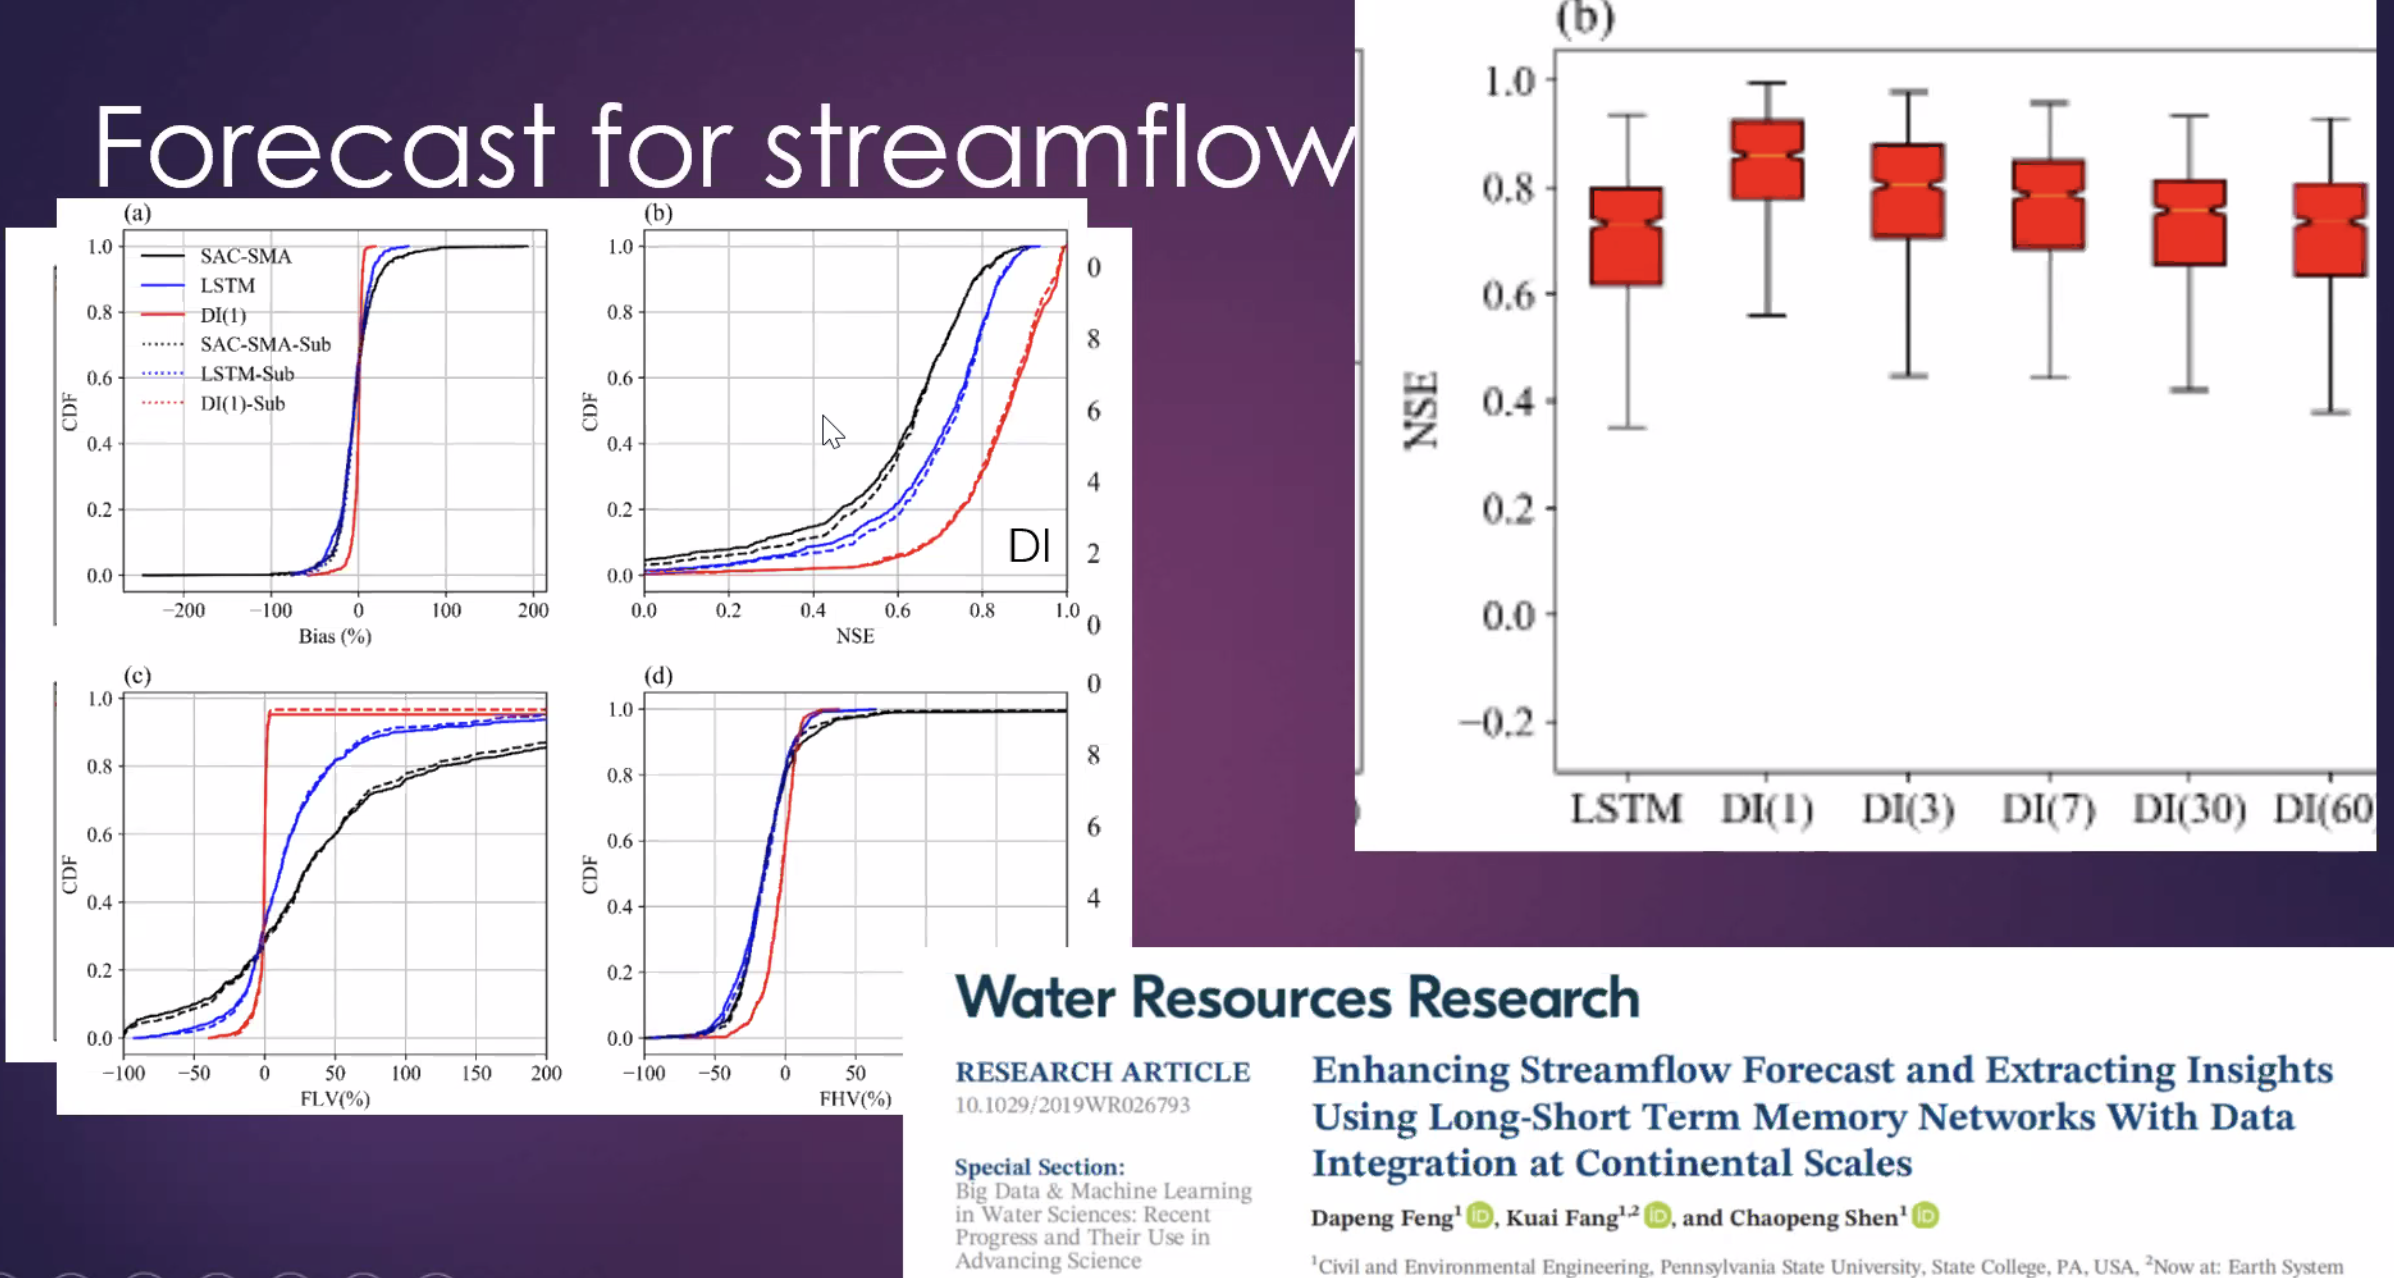 Forecast for streamflow
(a)
1.0
0.8
0.6
0.4
0.2
0.0
CDF
SAC-SMA
LSTM
DI(1)
SAC-SMA-Sub
LSTM-Sub
DI(1)-Sub
−200 −100 0 100 200
Bias (%)
(b)
1.0
0.8
0.6
0.4
0.2
0.0
CDF
DI
0.0 0.2 0.4 0.6 0.8 1.0
NSE
0
8
6
4
2
0
(c)
1.0
0.8
0.6
0.4
0.2
0.0
CDF
−100 −50 0 50 100 150 200
FLV(%)
(d)
1.0
0.8
0.6
0.4
0.2
0.0
CDF
−100 −50 0 50
FHV(%)
0
8
6
4
(b)
1.0
0.8
0.6
0.4
0.2
0.0
−0.2
NSE
LSTM DI(1) DI(3) DI(7) DI(30) DI(60
Water Resources Research
RESEARCH ARTICLE
10.1029/2019WR026793
Special Section:
Big Data & Machine Learning
in Water Sciences: Recent
Progress and Their Use in
Advancing Science
Enhancing Streamflow Forecast and Extracting Insights
Using Long-Short Term Memory Networks With Data
Integration at Continental Scales
Dapeng Feng1 iD, Kuai Fang1,2 iD, and Chaopeng Shen1 iD
1Civil and Environmental Engineering, Pennsylvania State University, State College, PA, USA, 2Now at: Earth System